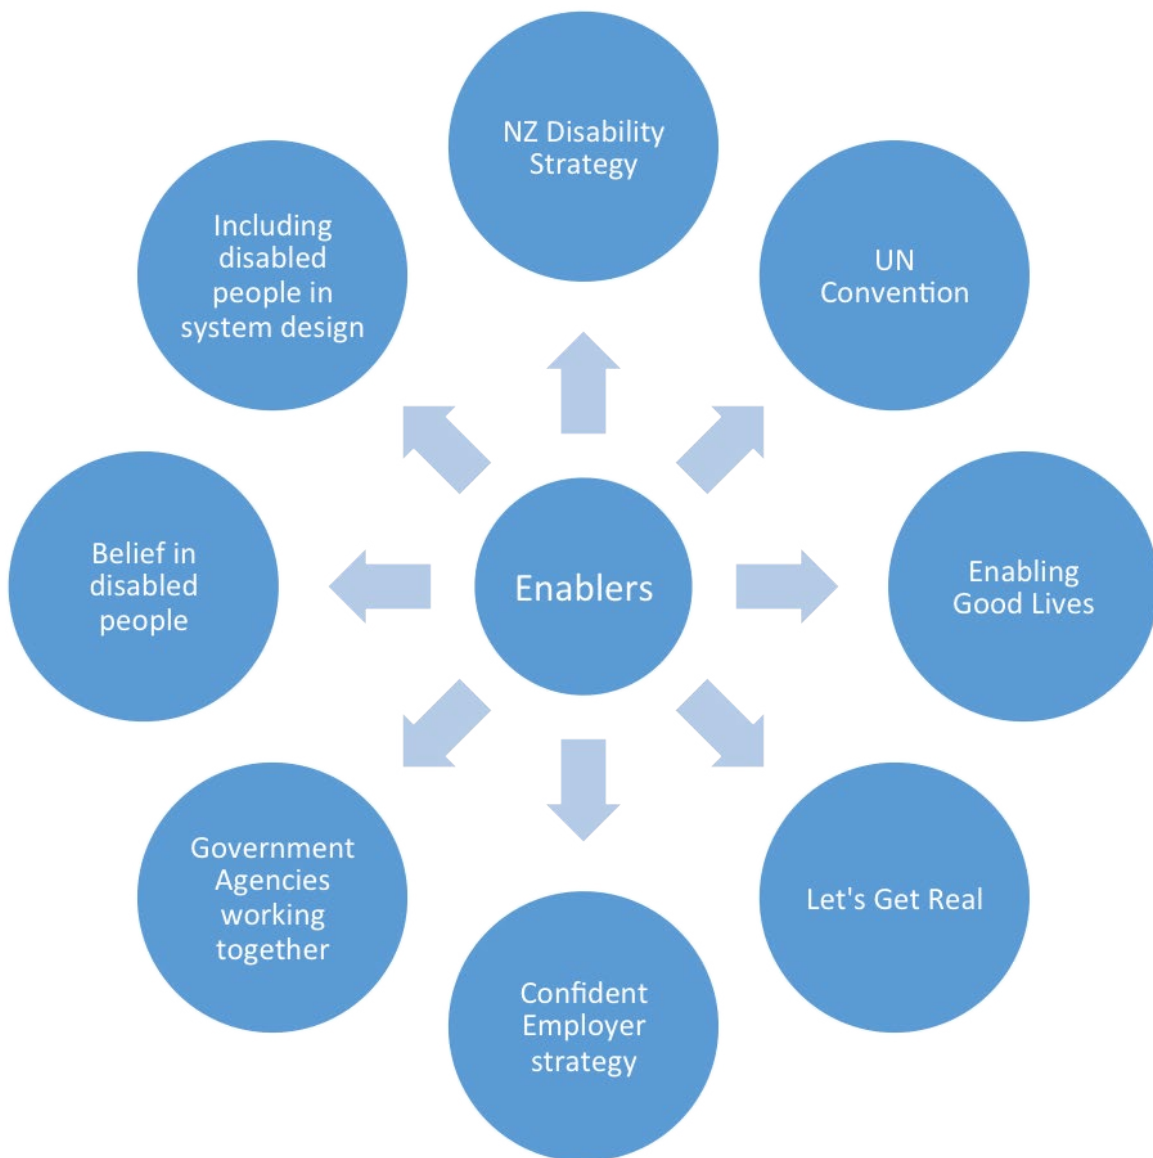 NZ Disability
Strategy
UN
Convention
Enabling
Good Lives
Let's Get Real
Confident
Employer
strategy
Government
Agencies
working
together
Belief in
disabled
people
Including
disabled
people in
system design
Enablers